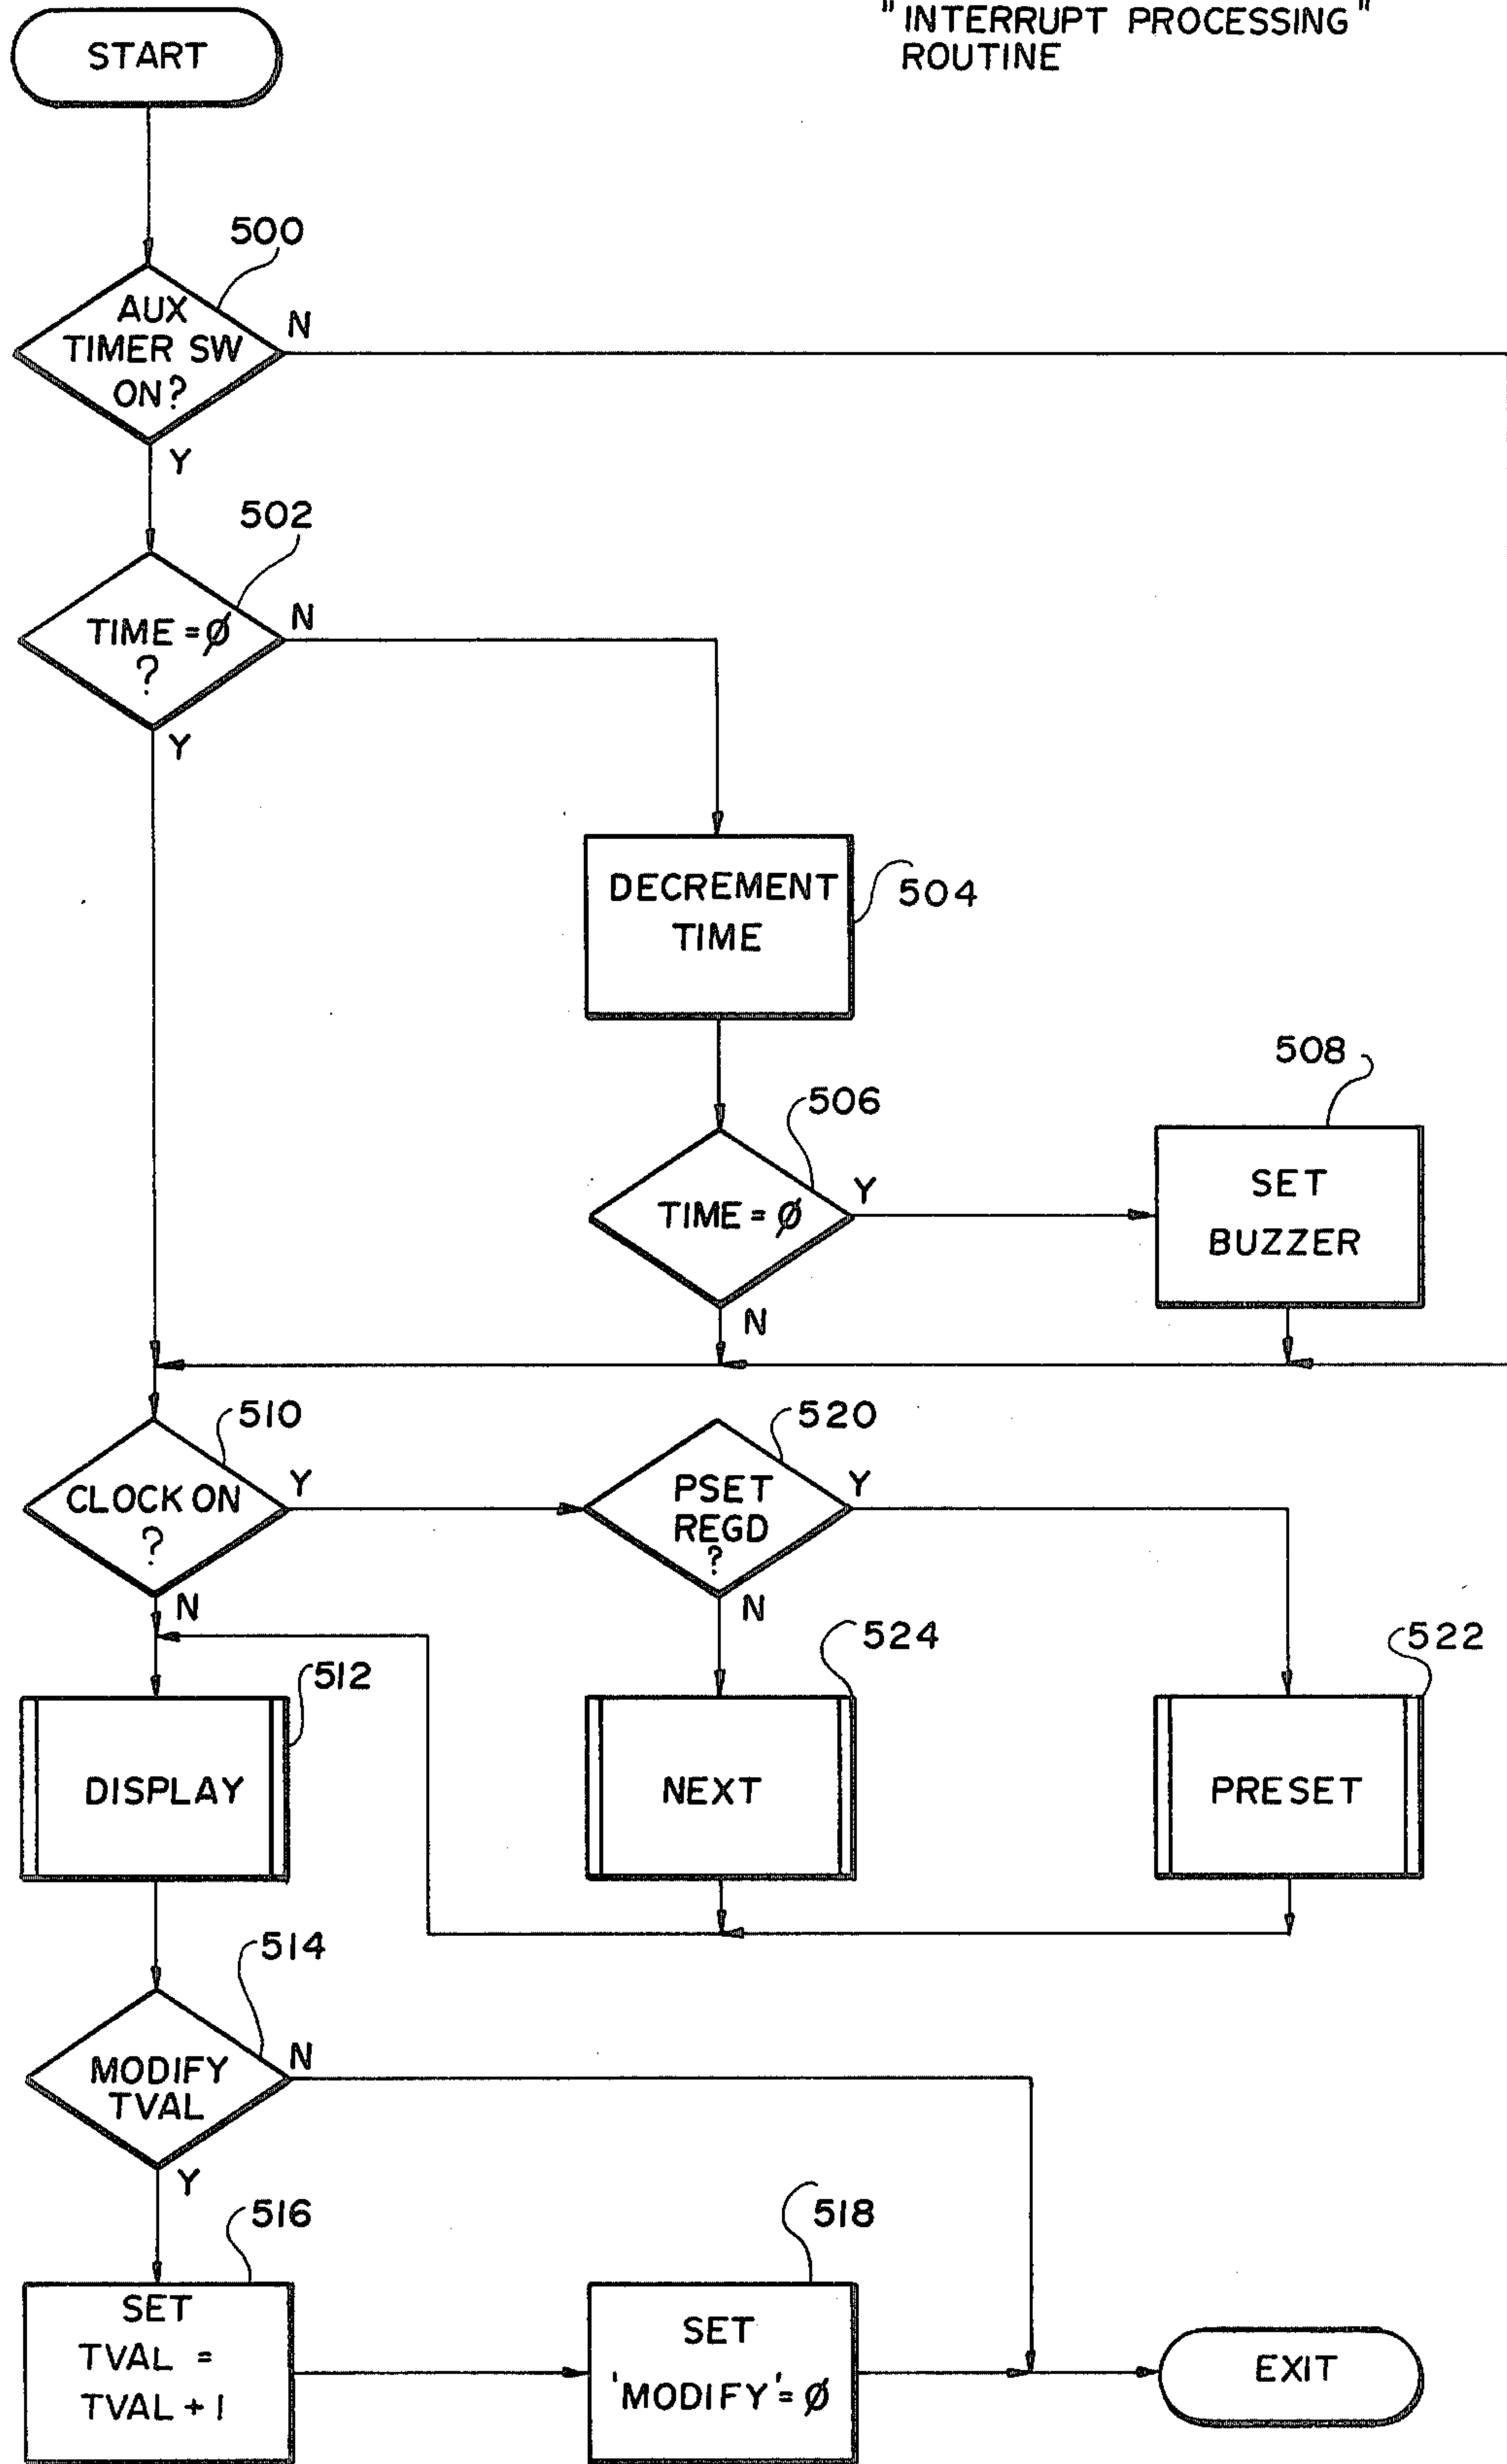 "INTERRUPT PROCESSING"
ROUTINE
START
500
AUX
TIMER SW
ON?
N
Y
502
TIME = Ø
?
N
Y
DECREMENT
TIME
504
506
TIME = Ø
Y
N
508
SET
BUZZER
510
CLOCK ON
?
Y
N
520
PSET
REGD
?
Y
N
512
DISPLAY
524
NEXT
522
PRESET
514
MODIFY
TVAL
N
Y
516
SET
TVAL =
TVAL + 1
518
SET
'MODIFY' = Ø
EXIT